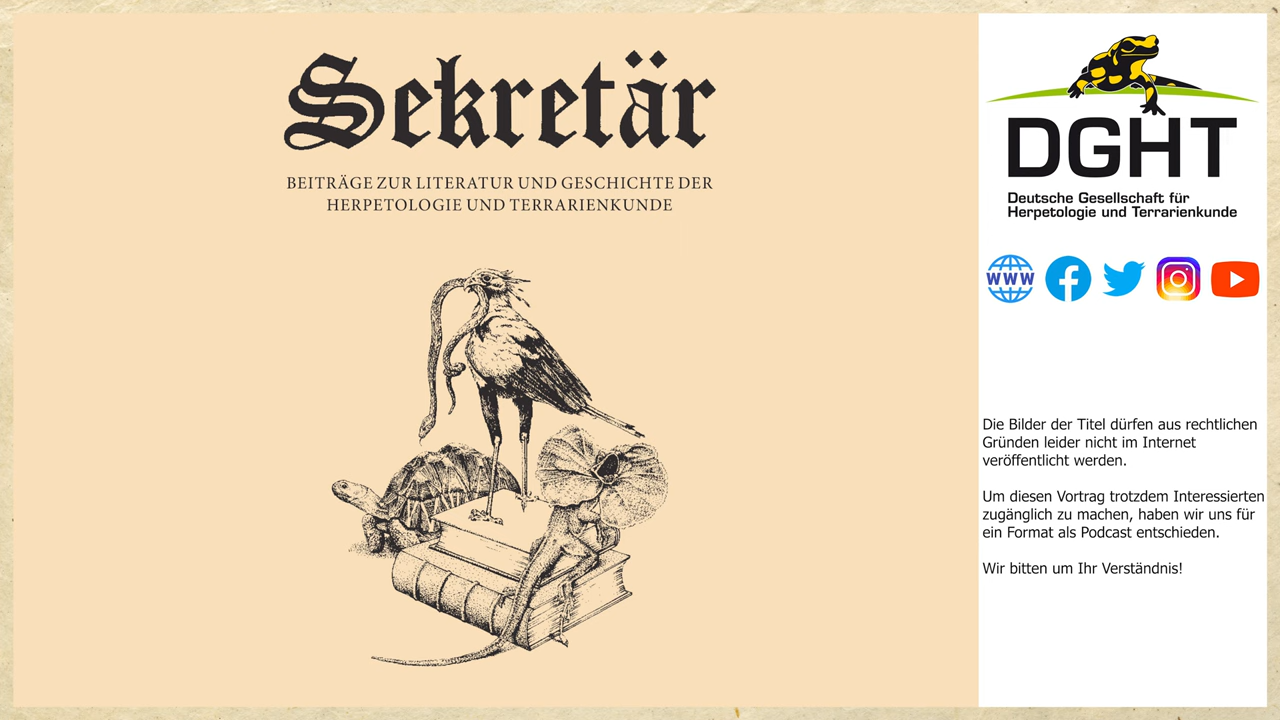 Sekretär
BEITRÄGE ZUR LITERATUR UND GESCHICHTE DER
HERPETOLOGIE UND TERRARIENKUNDE
DGHT
Deutsche Gesellschaft für
Herpetologie und Terrarienkunde
WWW
Die Bilder der Titel dürfen aus rechtlichen
Gründen leider nicht im Internet
veröffentlicht werden.
Um diesen Vortrag trotzdem Interessierten
zugänglich zu machen, haben wir uns für
ein Format als Podcast entschieden.
Wir bitten um Ihr Verständnis!